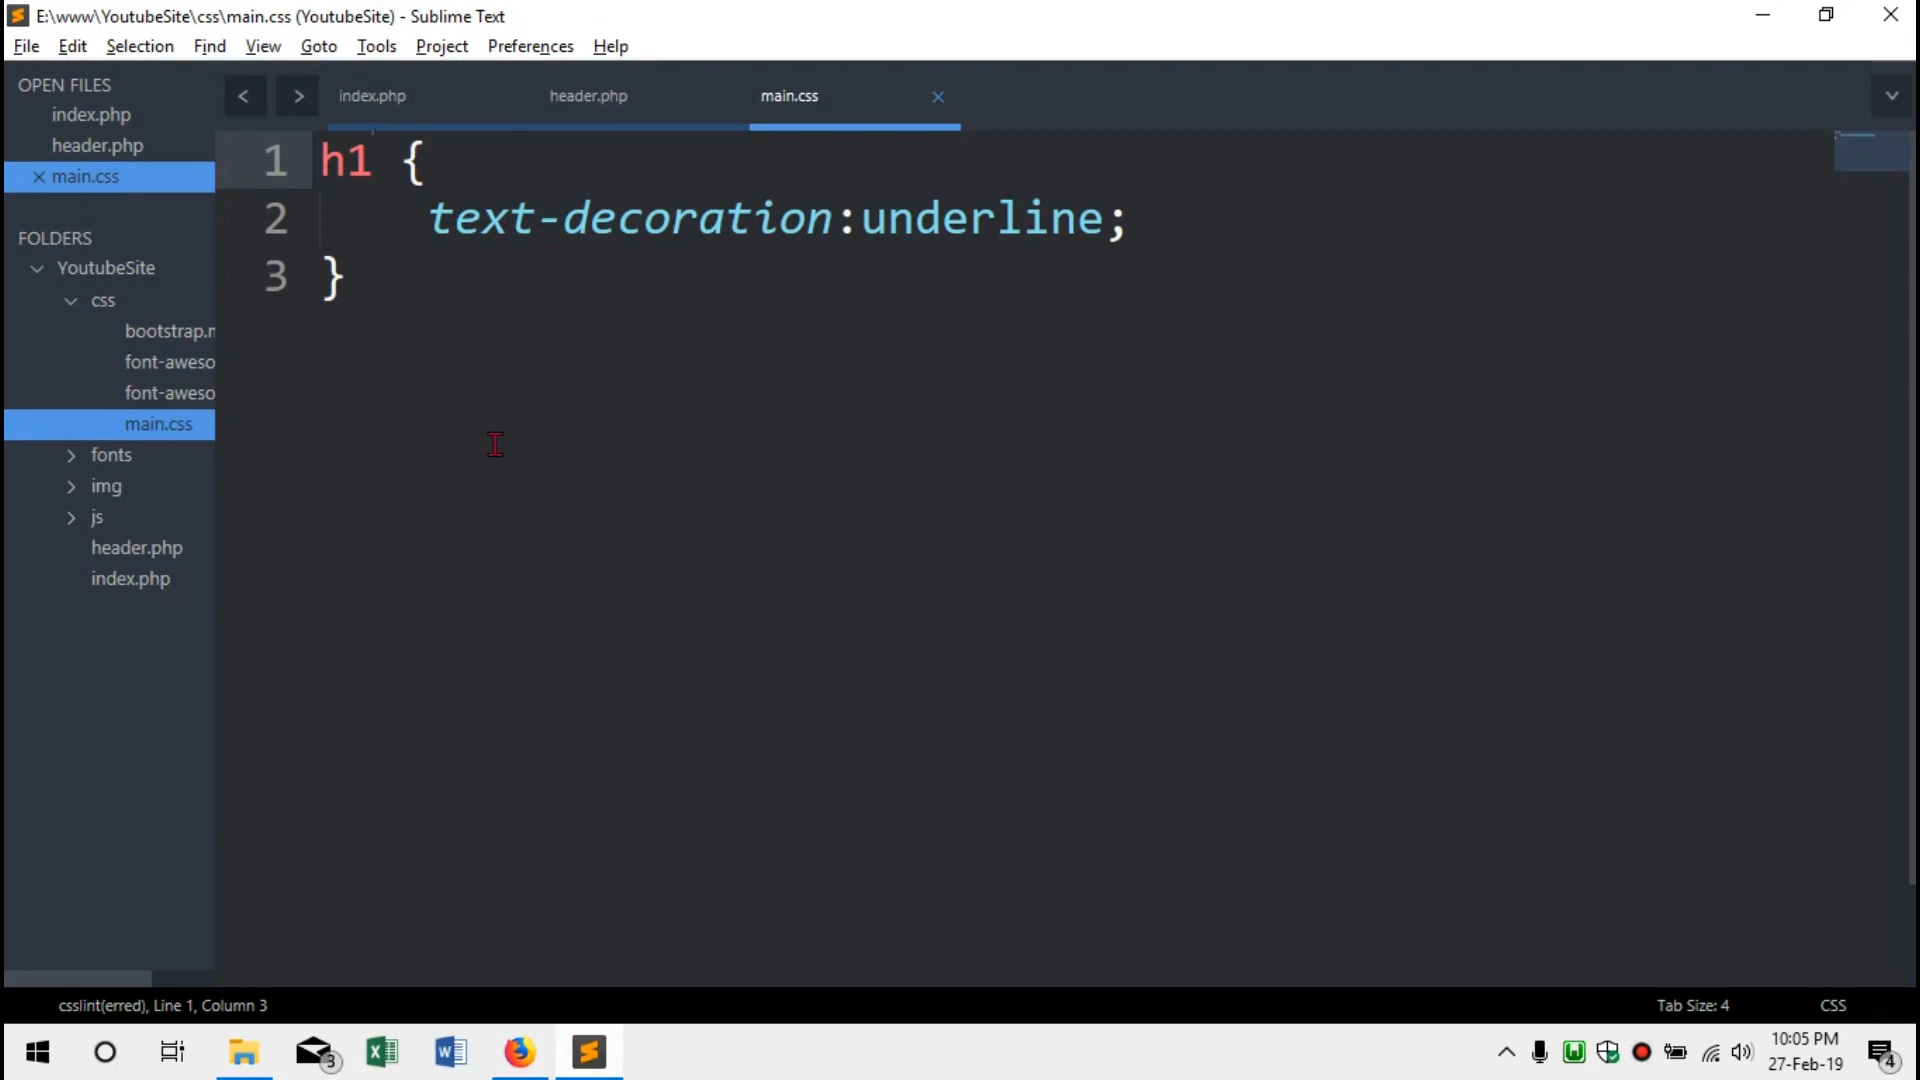 E:\www\YoutubeSite\css\main.css (YoutubeSite) - Sublime Text
File Edit Selection Find View Goto Tools Project Preferences Help
OPEN FILES
index.php
header.php
main.css
FOLDERS
YoutubeSite
css
bootstrap.m
font-aweso
font-aweso
main.css
fonts
img
js
header.php
index.php
index.php header.php main.css
1 h1 {
2 text-decoration:underline;
3 }
csslint(erred), Line 1, Column 3 Tab Size: 4 CSS
3
10:05 PM
27-Feb-19
4